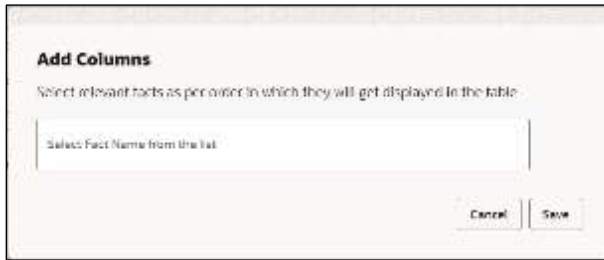 Add Columns
Select relevant facts as per order in which they will get displayed in the table
Select Fact Name from the list
Cancel Save